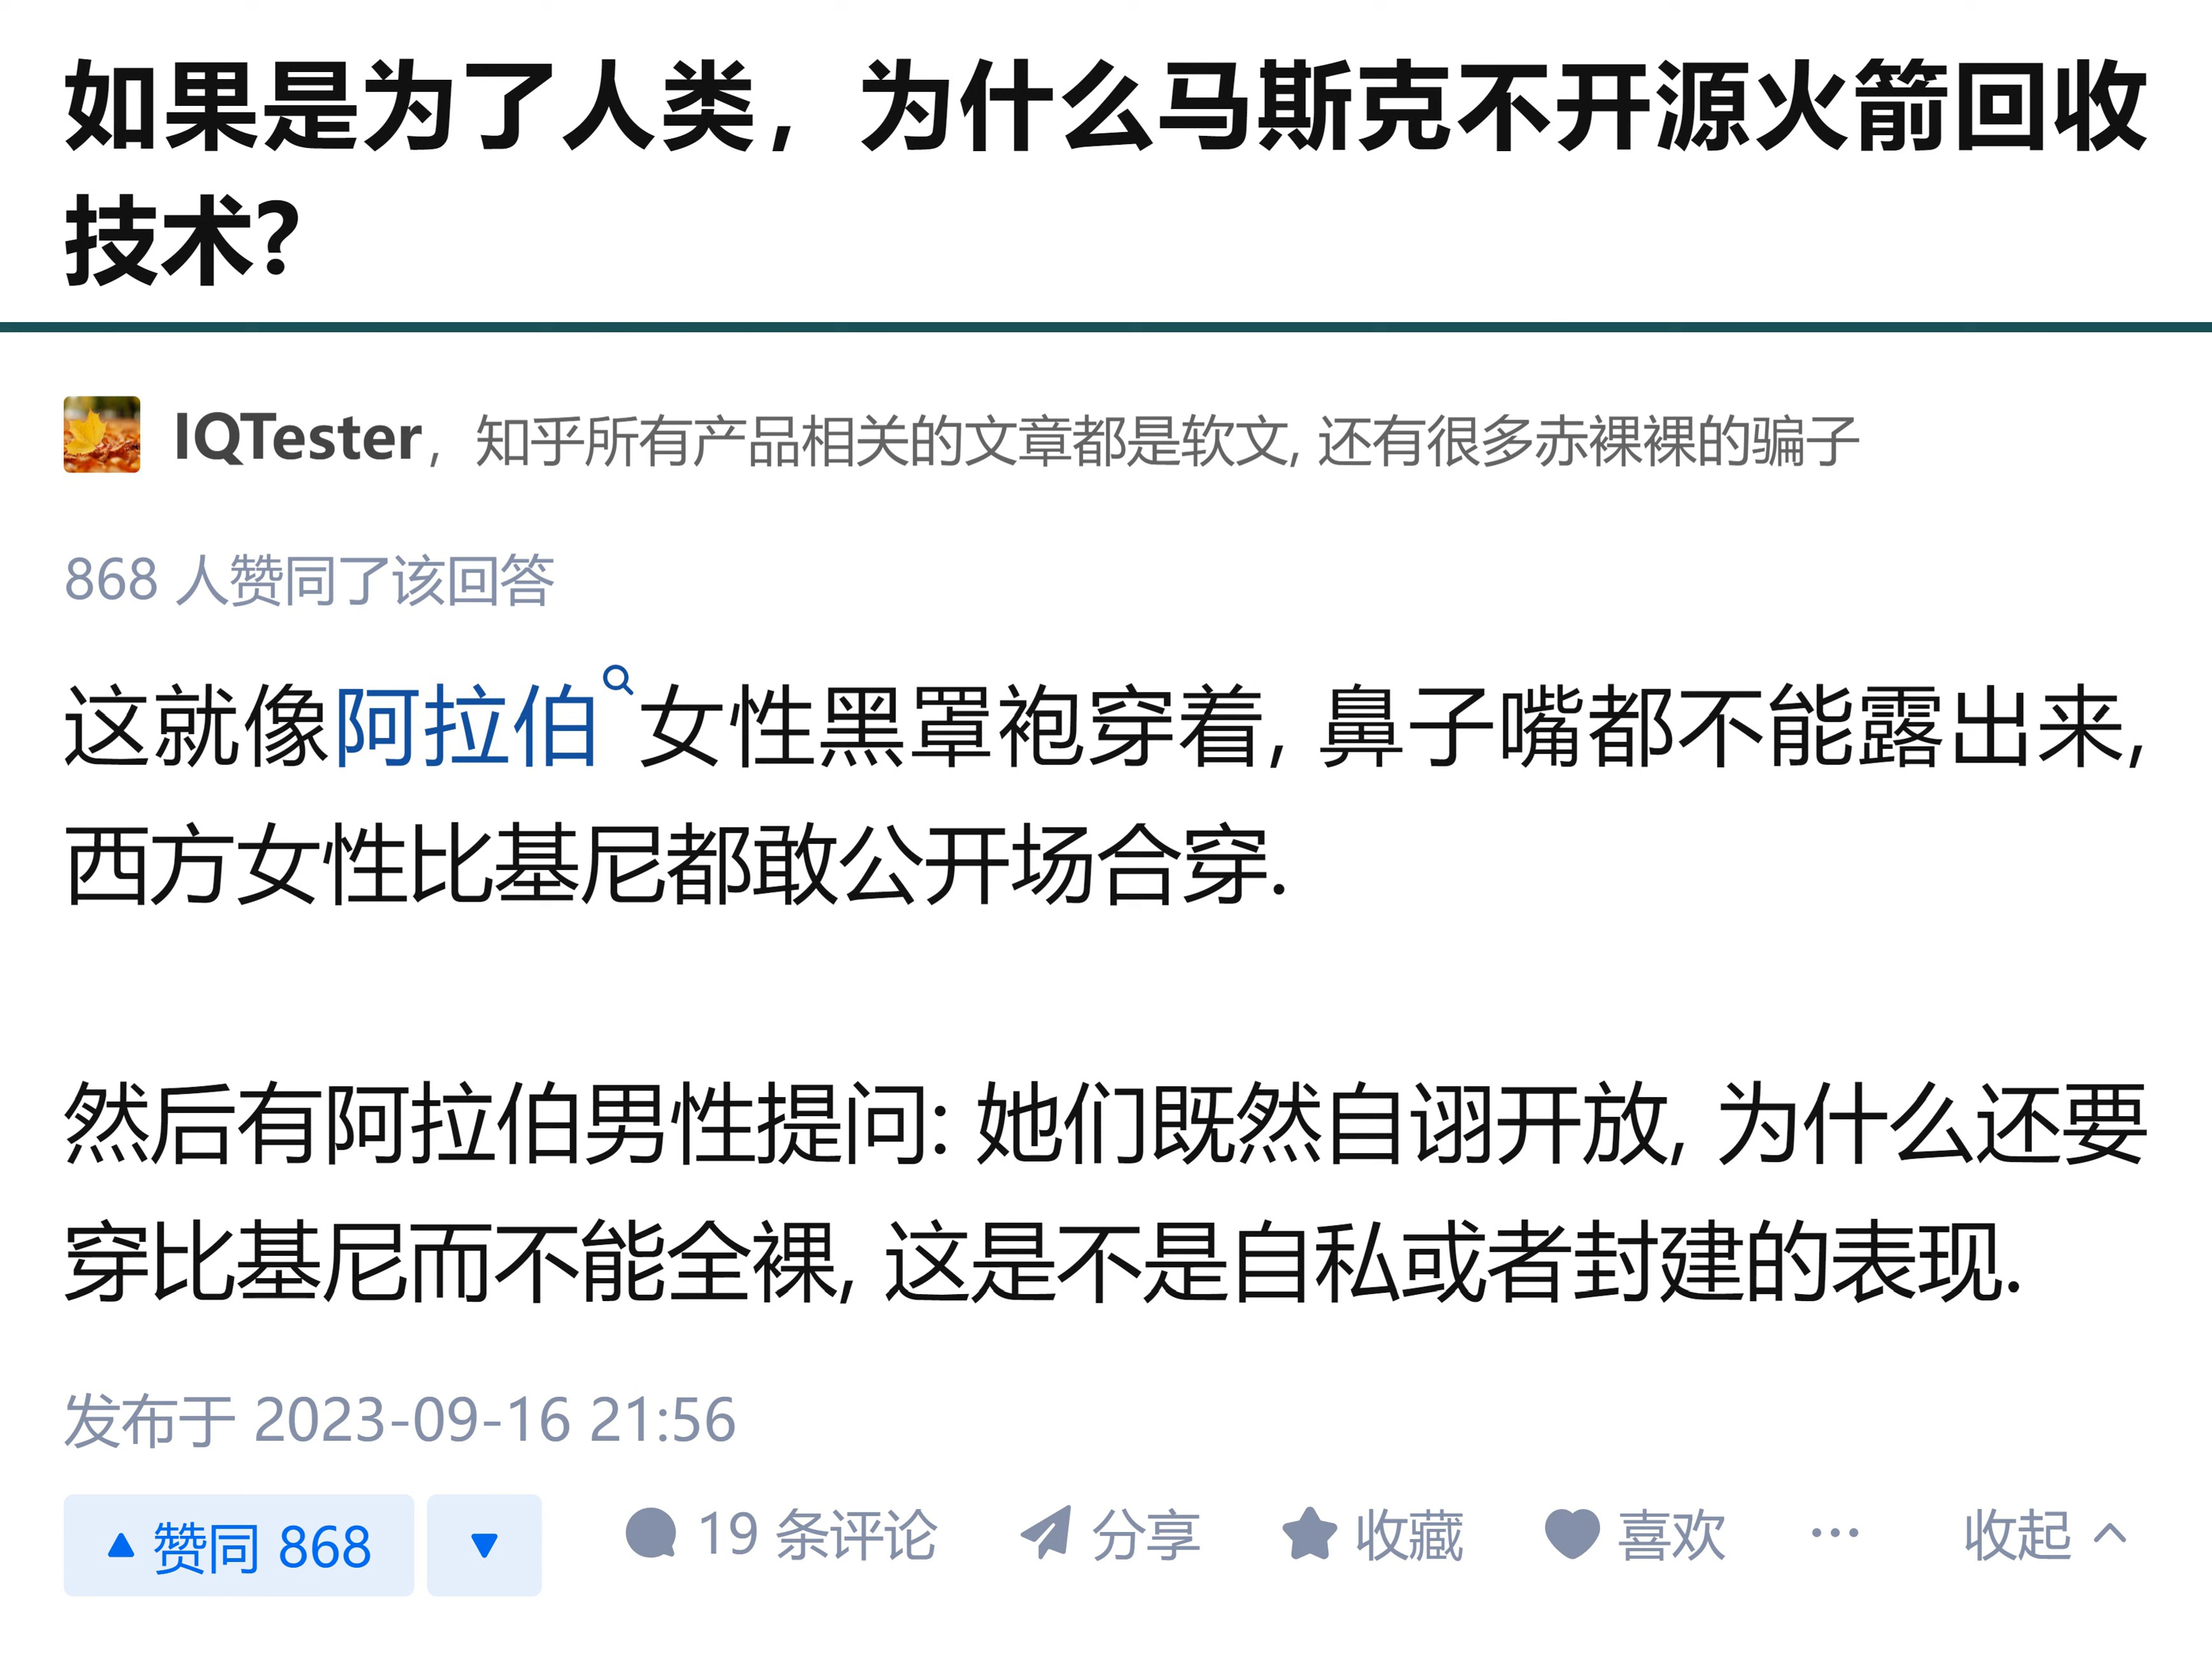 如果是为了人类，为什么马斯克不开源火箭回收
技术？
IQTester，知乎所有产品相关的文章都是软文, 还有很多赤裸裸的骗子
868 人赞同了该回答
这就像阿拉伯女性黑罩袍穿着, 鼻子嘴都不能露出来,
西方女性比基尼都敢公开场合穿.
然后有阿拉伯男性提问: 她们既然自诩开放, 为什么还要
穿比基尼而不能全裸, 这是不是自私或者封建的表现.
发布于 2023-09-16 21:56
赞同 868 19 条评论 分享 收藏 喜欢 ··· 收起